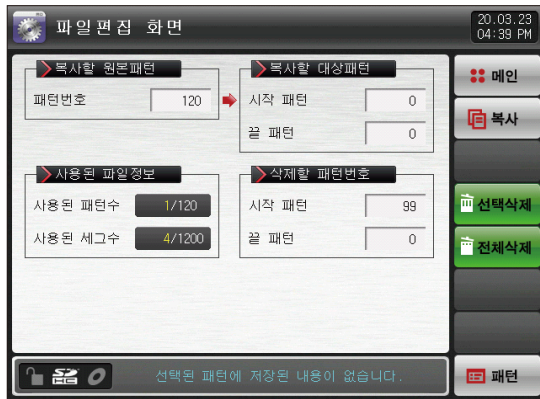 파일편집 화면
20.03.23
04:39 PM
복사할 원본패턴
패턴번호 120
복사할 대상패턴
시작 패턴 0
끝 패턴 0
사용된 파일정보
사용된 패턴수 1/120
사용된 세그수 4/1200
삭제할 패턴번호
시작 패턴 99
끝 패턴 0
메인
복사
선택삭제
전체삭제
SD HC
선택된 패턴에 저장된 내용이 없습니다.
패턴